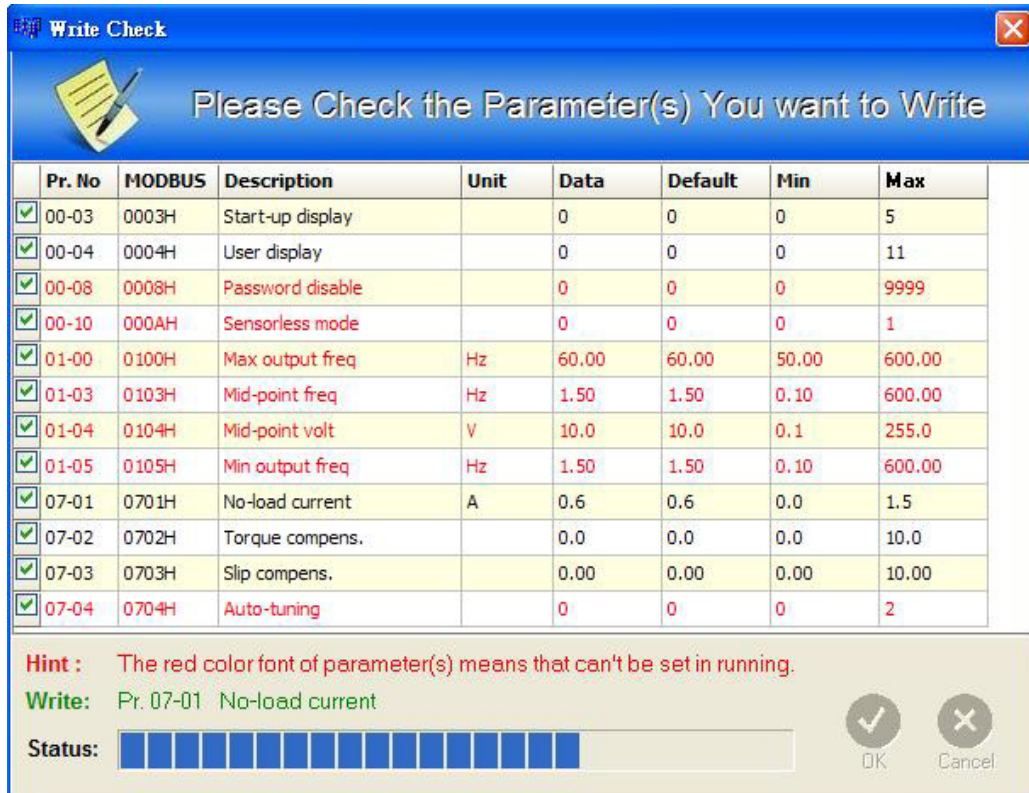 Write Check
Please Check the Parameter(s) You want to Write
Pr. No MODBUS Description Unit Data Default Min Max
00-03 0003H Start-up display 0 0 0 5
00-04 0004H User display 0 0 0 11
00-08 0008H Password disable 0 0 0 9999
00-10 000AH Sensorless mode 0 0 0 1
01-00 0100H Max output freq Hz 60.00 60.00 50.00 600.00
01-03 0103H Mid-point freq Hz 1.50 1.50 0.10 600.00
01-04 0104H Mid-point volt V 10.0 10.0 0.1 255.0
01-05 0105H Min output freq Hz 1.50 1.50 0.10 600.00
07-01 0701H No-load current A 0.6 0.6 0.0 1.5
07-02 0702H Torque compens. 0.0 0.0 0.0 10.0
07-03 0703H Slip compens. 0.00 0.00 0.00 10.00
07-04 0704H Auto-tuning 0 0 0 2
Hint : The red color font of parameter(s) means that can't be set in running.
Write: Pr. 07-01 No-load current
Status:
OK Cancel